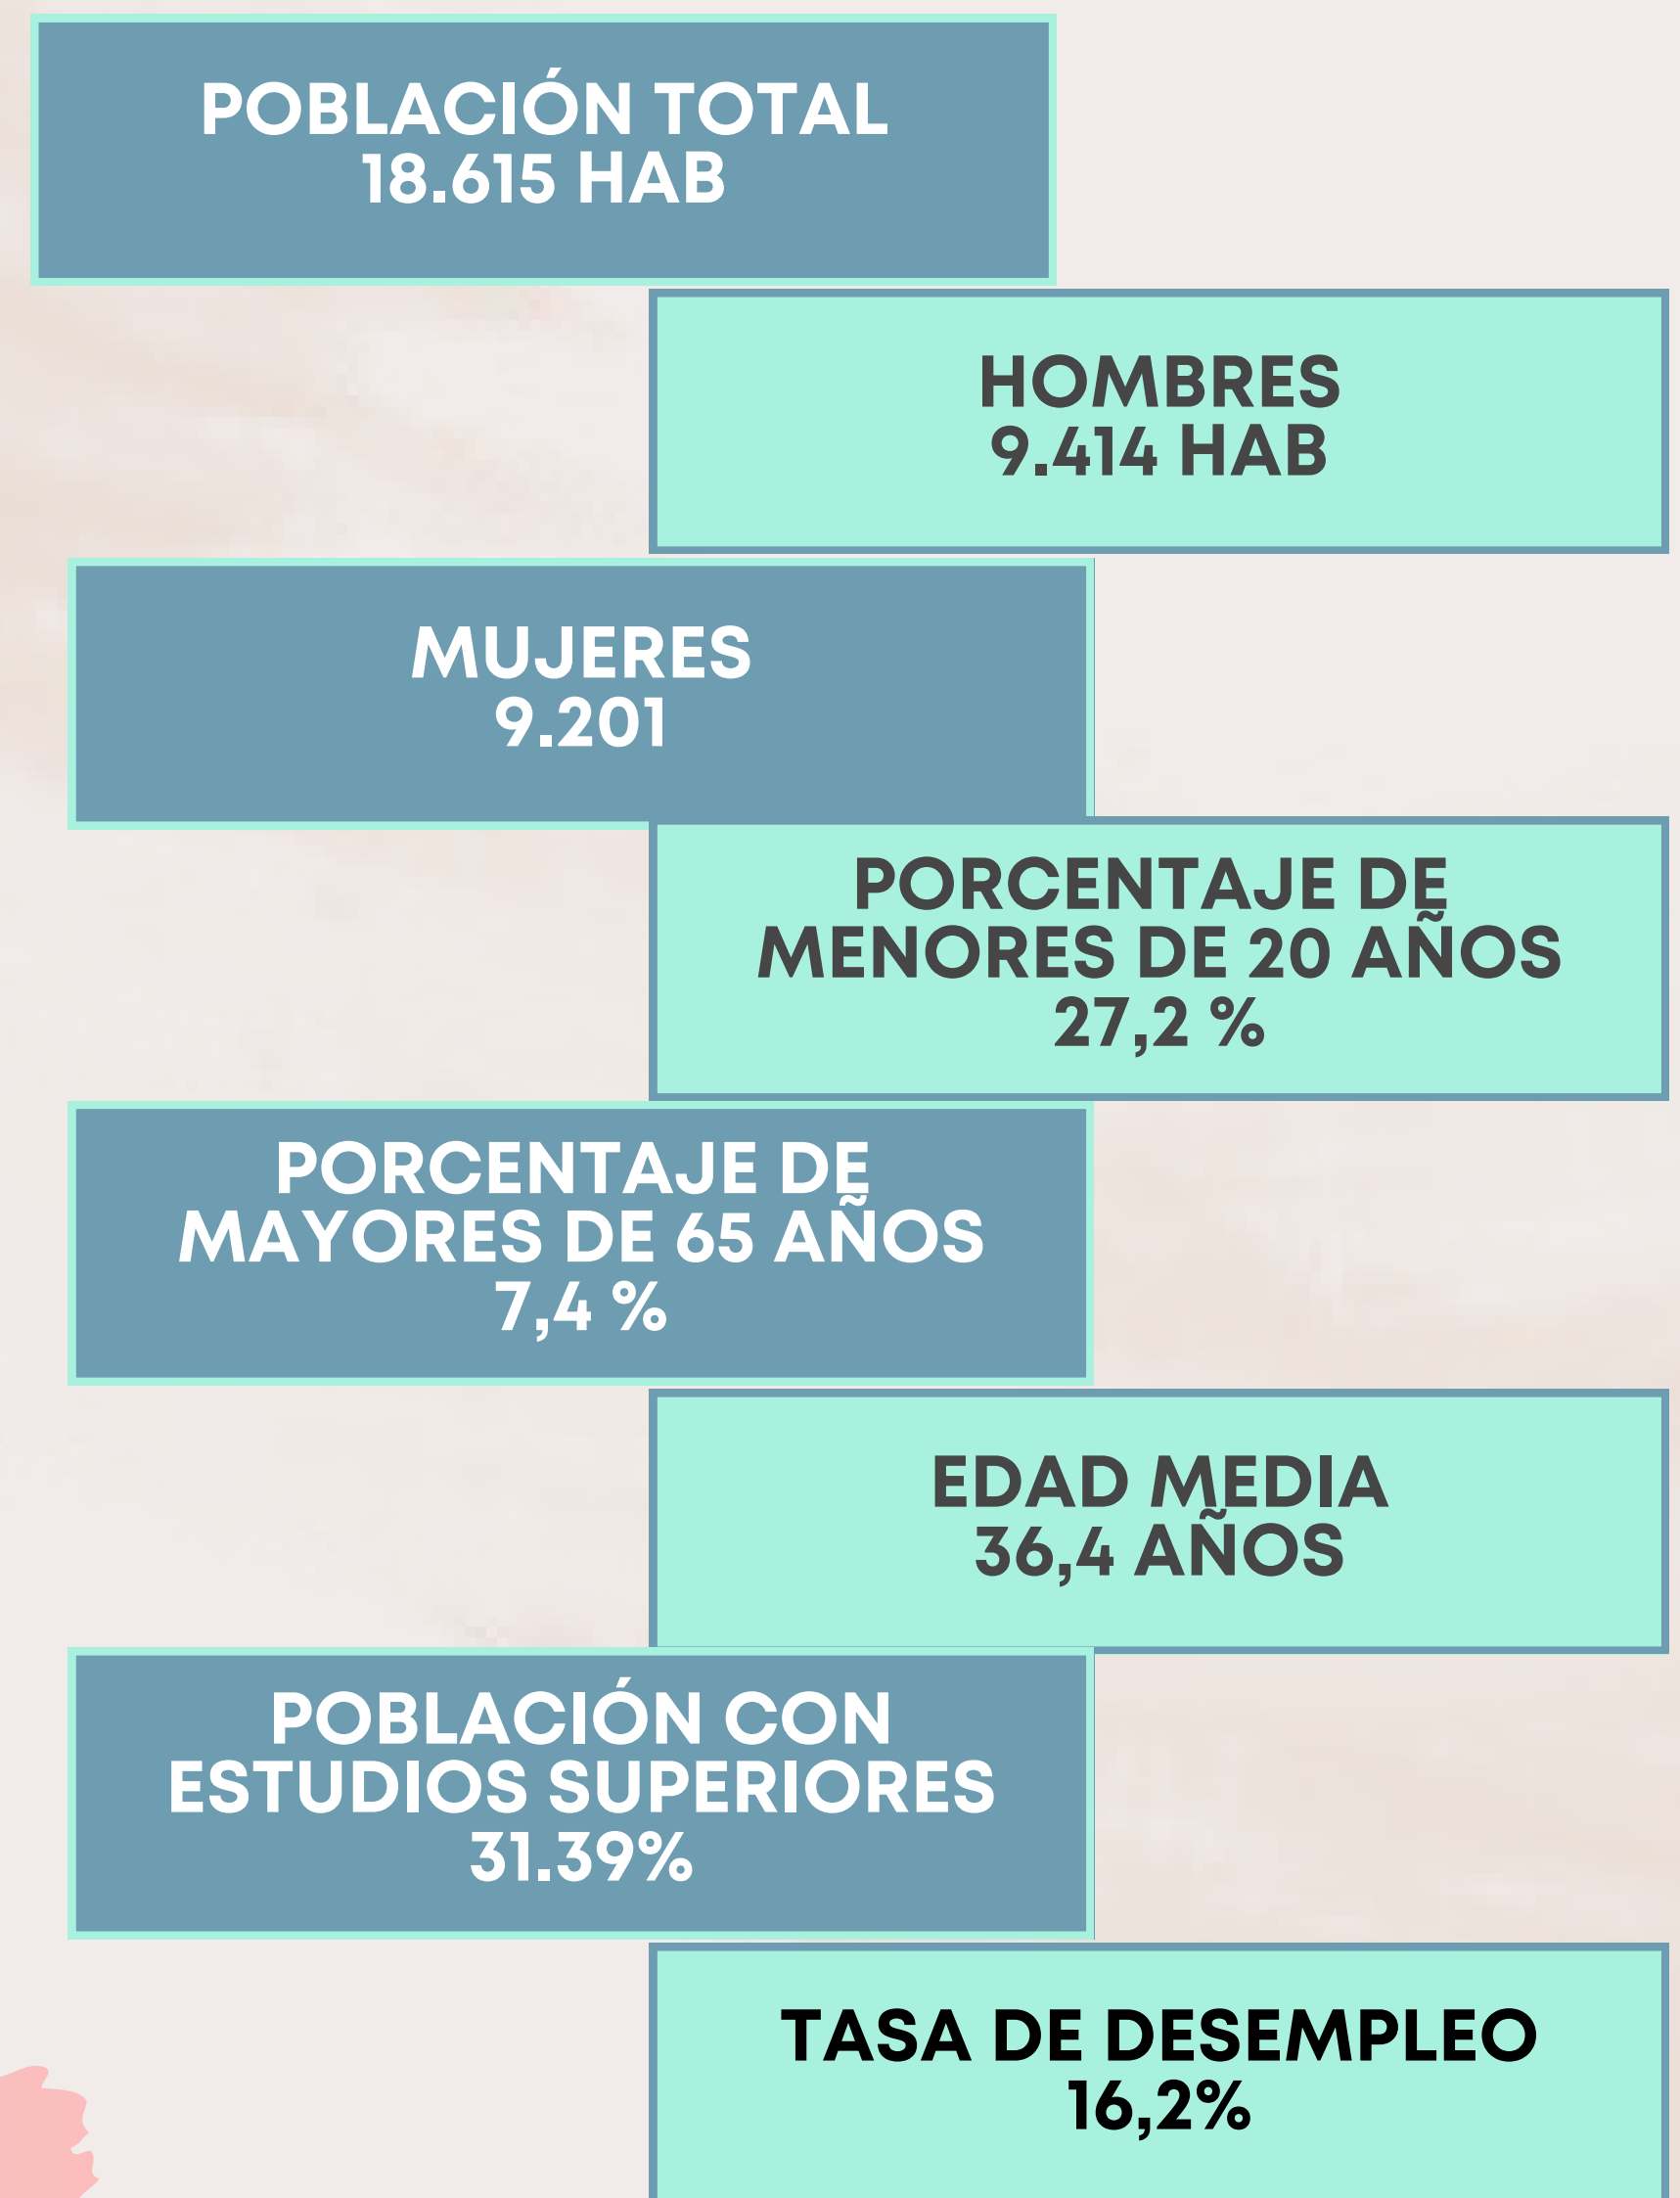 POBLACIÓN TOTAL
18.615 HAB
HOMBRES
9.414 HAB
MUJERES
9.201
PORCENTAJE DE
MENORES DE 20 AÑOS
27,2 %
PORCENTAJE DE
MAYORES DE 65 AÑOS
7,4 %
EDAD MEDIA
36,4 AÑOS
POBLACIÓN CON
ESTUDIOS SUPERIORES
31.39%
TASA DE DESEMPLEO
16,2%